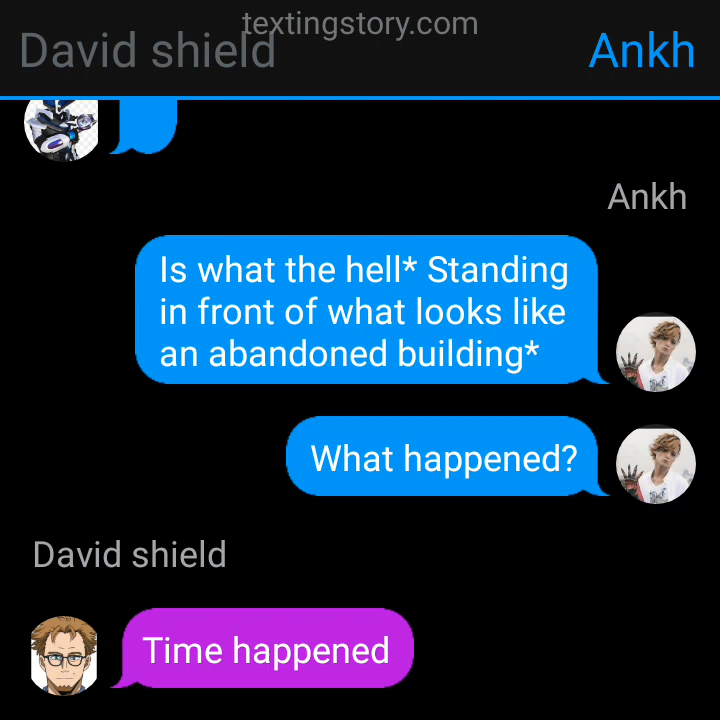 textingstory.com
David shield
Ankh
Ankh
Is what the hell* Standing
in front of what looks like
an abandoned building*
What happened?
David shield
Time happened